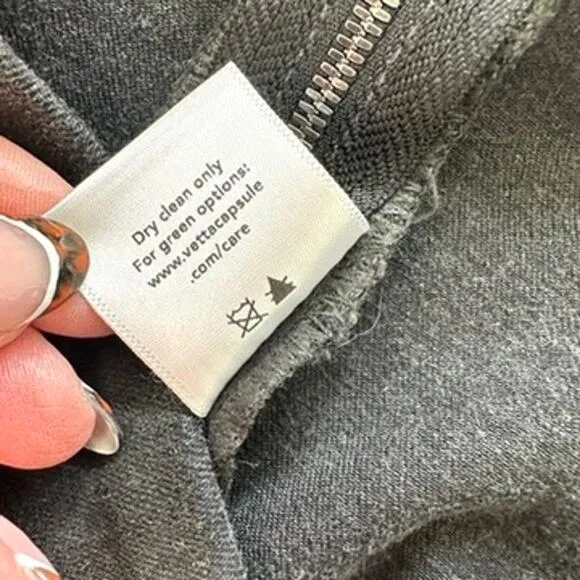 Dry clean only
For green options:
www.vettacapsule
.com/care